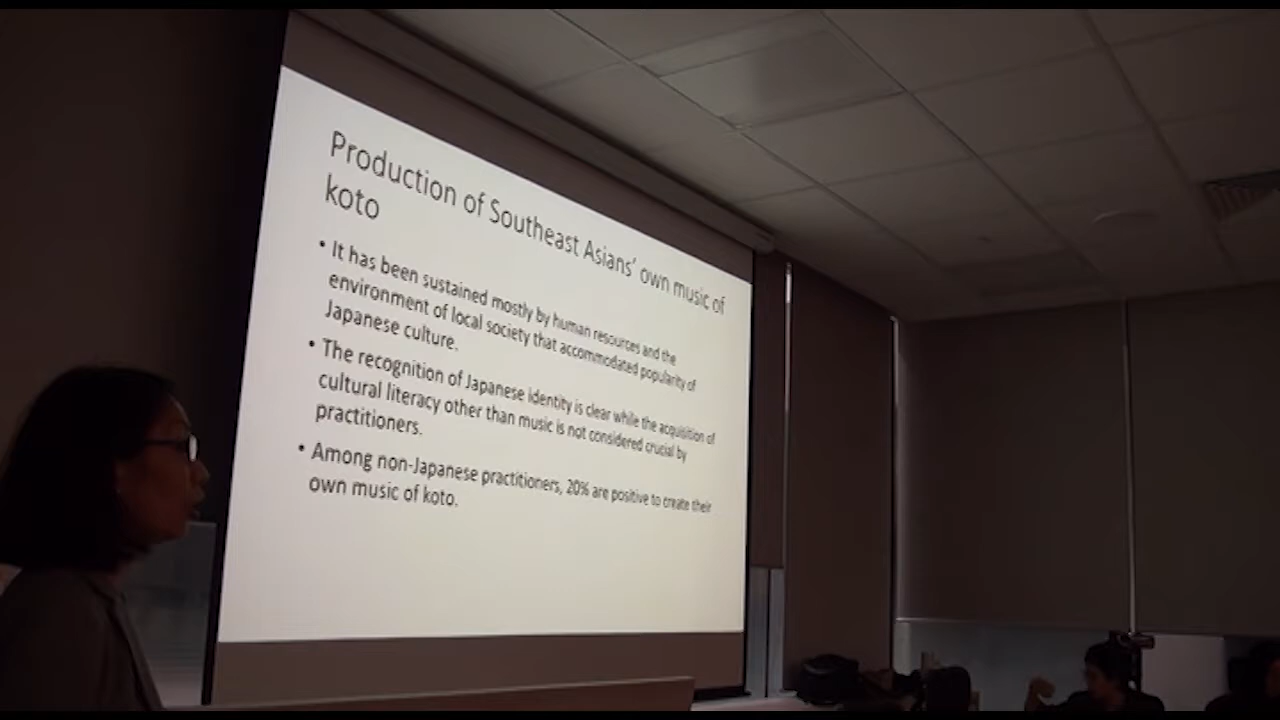 Production of Southeast Asians' own music of
koto
• It has been sustained mostly by human resources and the
environment of local society that accommodated popularity of
Japanese culture.
• The recognition of Japanese identity is clear while the acquisition of
cultural literacy other than music is not considered crucial by
practitioners.
• Among non-Japanese practitioners, 20% are positive to create their
own music of koto.